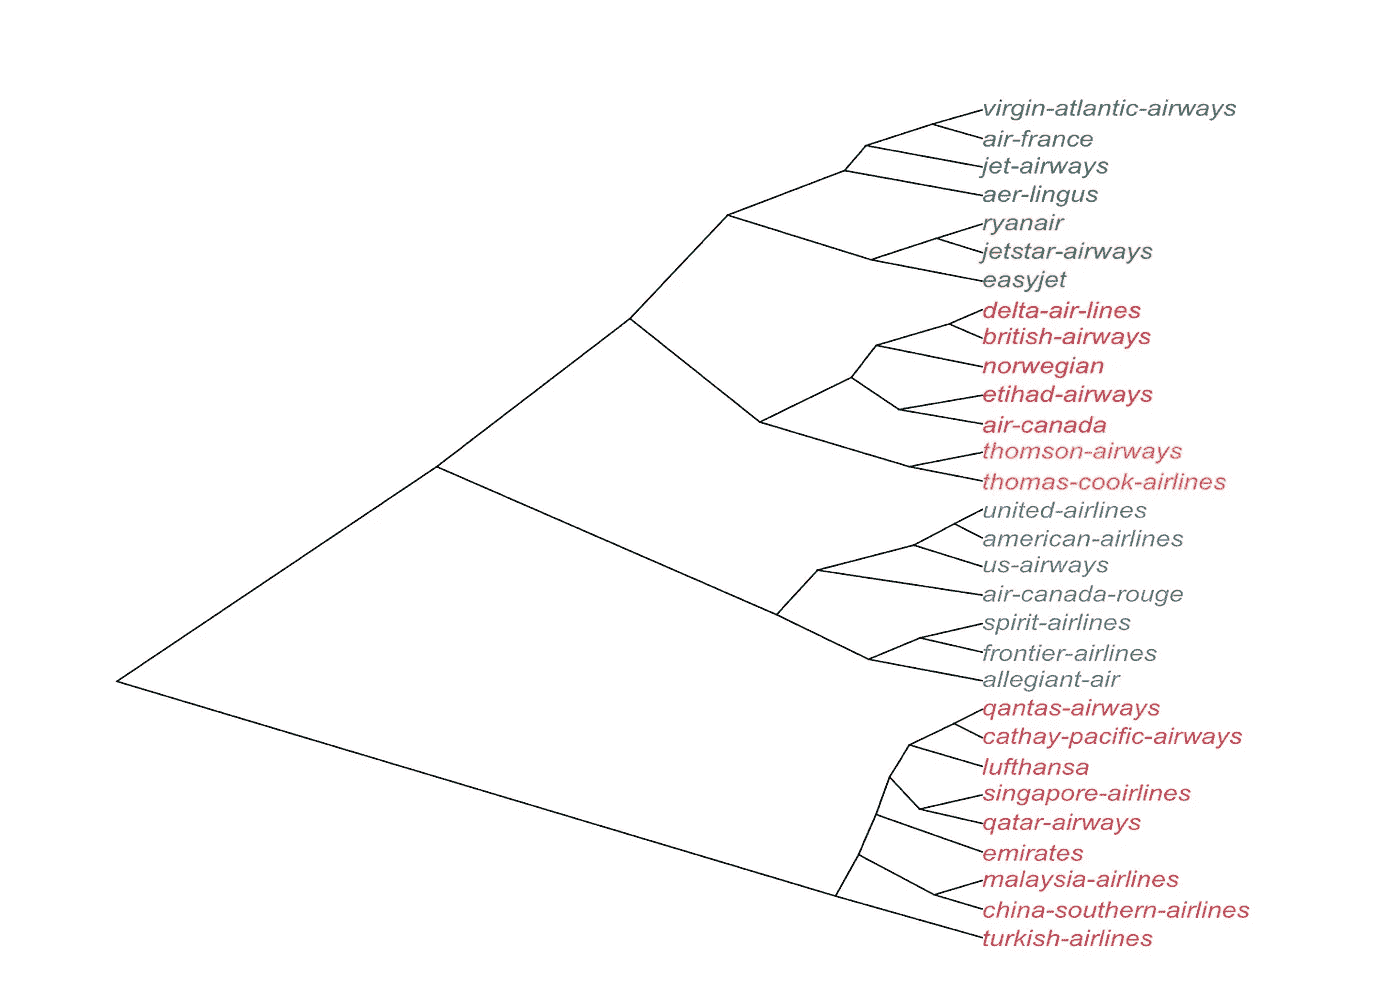 virgin-atlantic-airways
air-france
jet-airways
aer-lingus
ryanair
jetstar-airways
easyjet
delta-air-lines
british-airways
norwegian
etihad-airways
air-canada
thomson-airways
thomas-cook-airlines
united-airlines
american-airlines
us-airways
air-canada-rouge
spirit-airlines
frontier-airlines
allegiant-air
qantas-airways
cathay-pacific-airways
lufthansa
singapore-airlines
qatar-airways
emirates
malaysia-airlines
china-southern-airlines
turkish-airlines